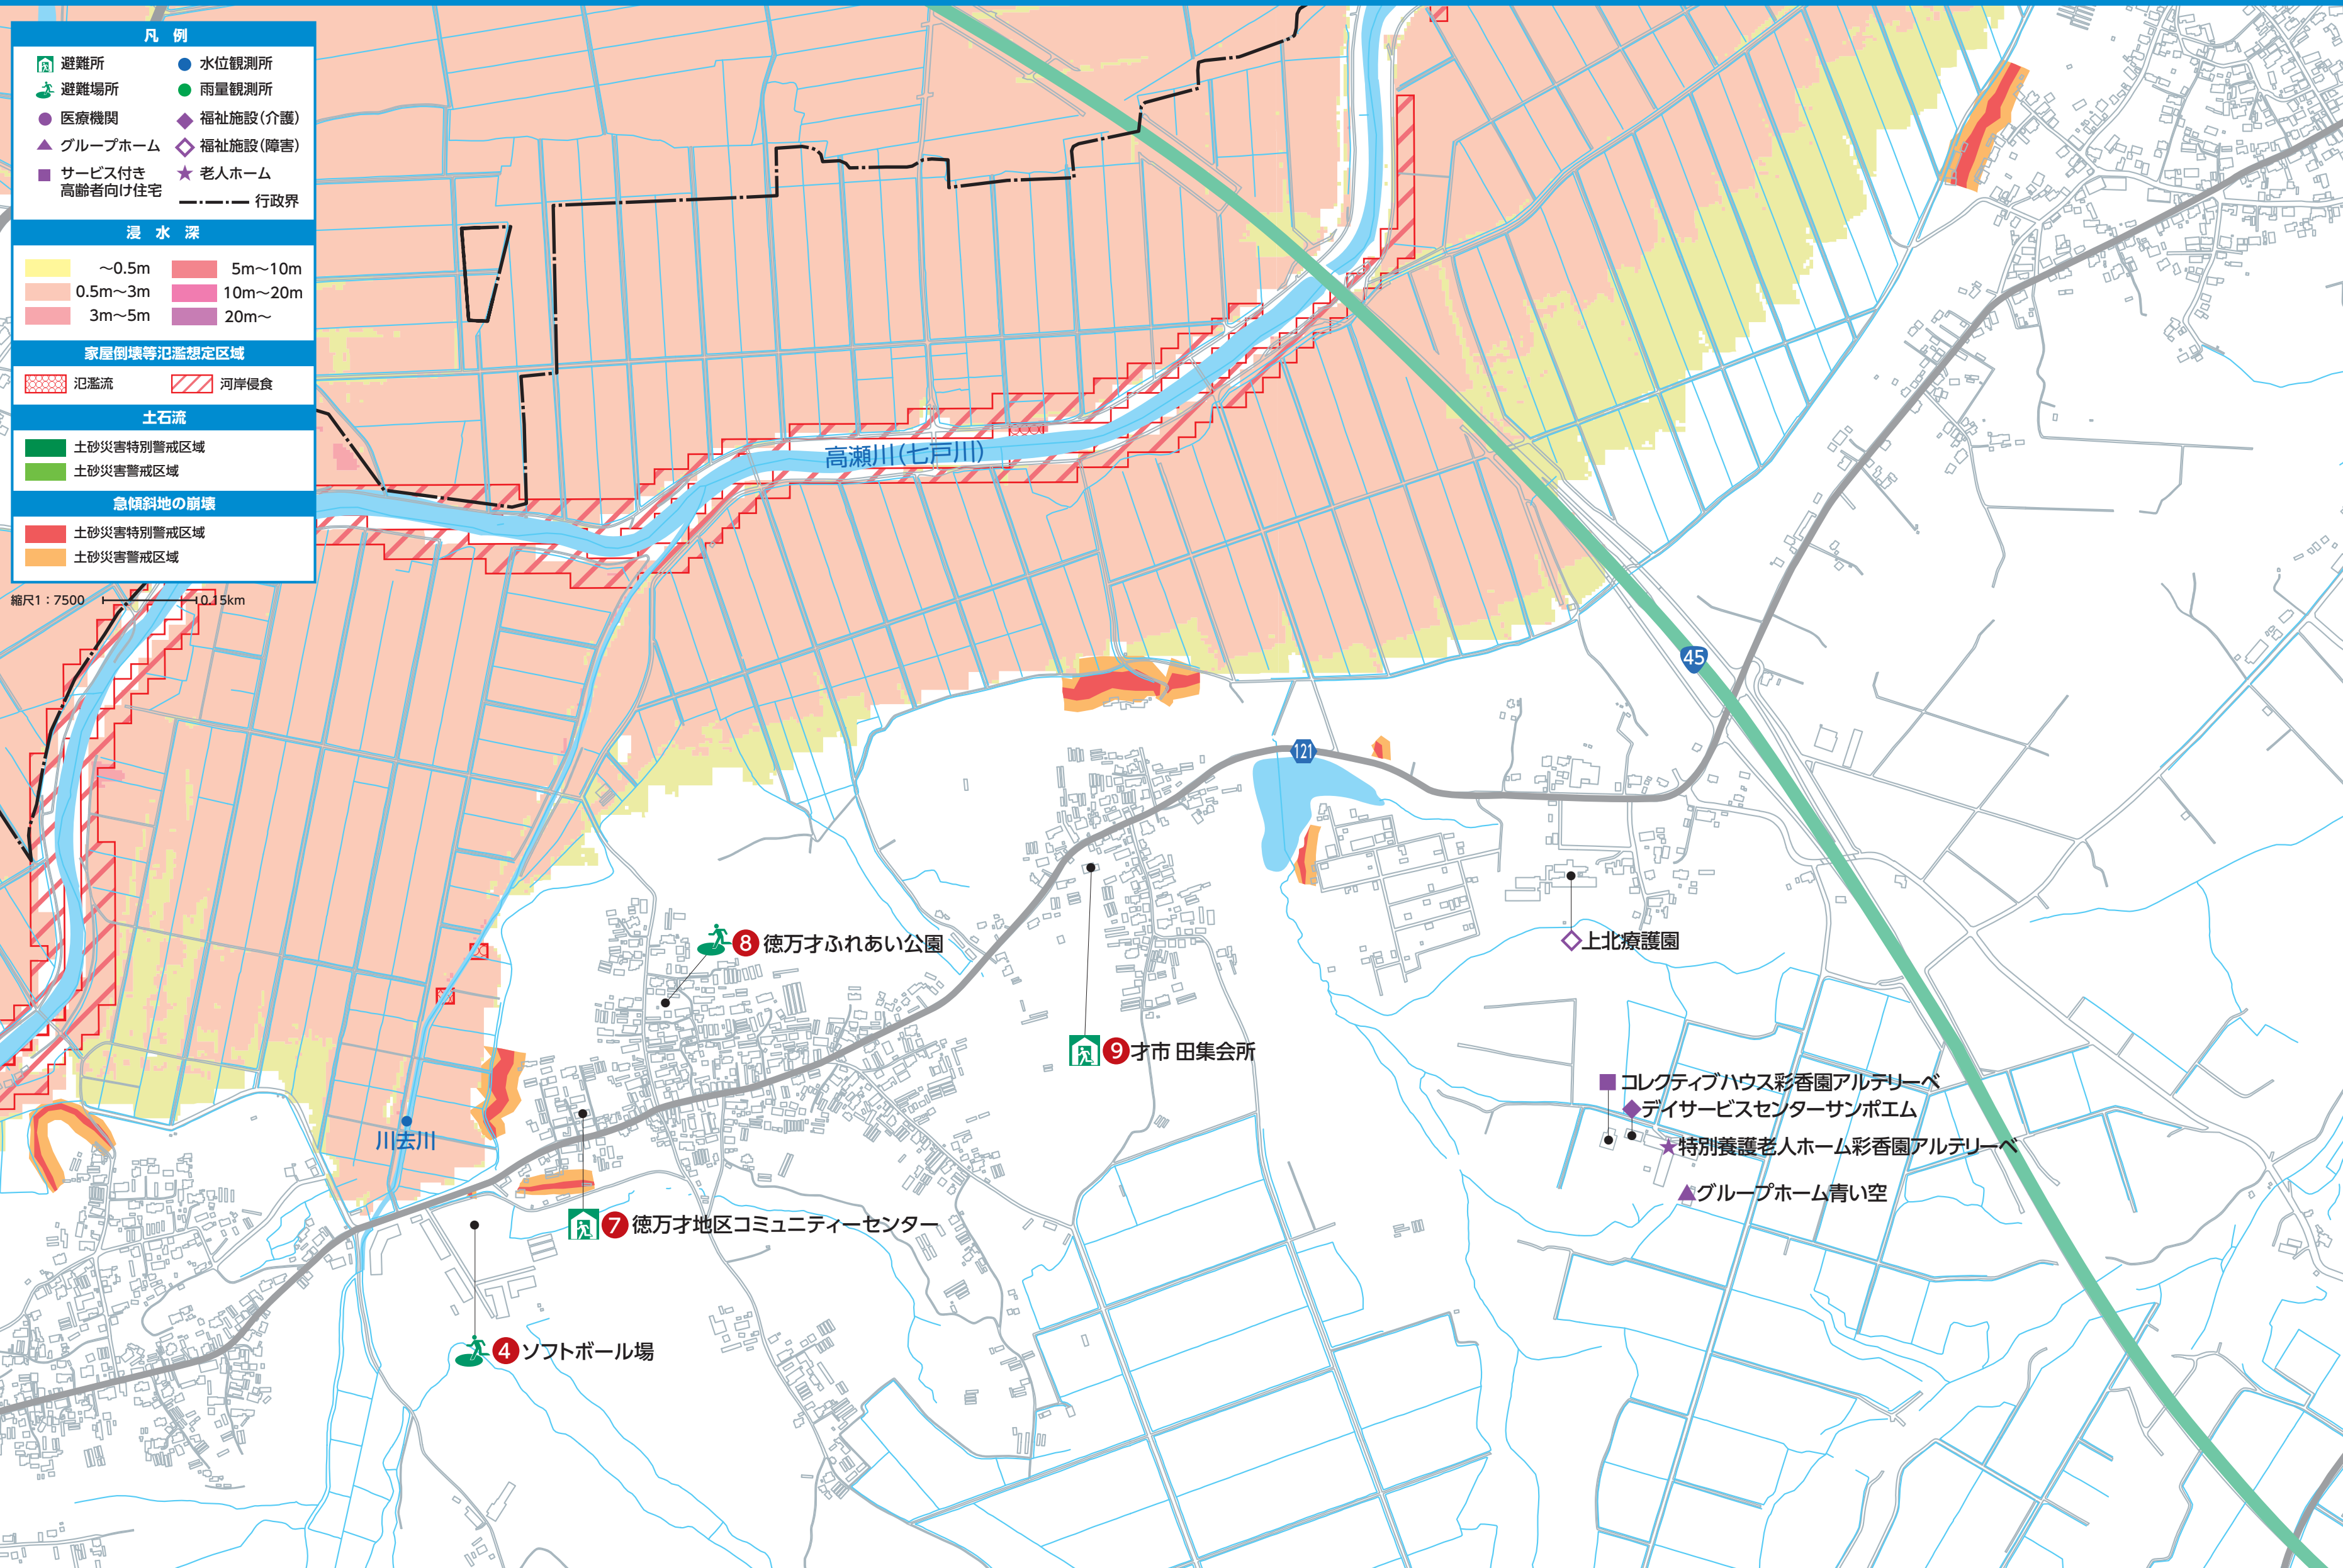 凡 例
避難所
水位観測所
避難場所
雨量観測所
医療機関
福祉施設(介護)
グループホーム
福祉施設(障害)
サービス付き
高齢者向け住宅
老人ホーム
行政界
浸 水 深
～0.5m
5m～10m
0.5m～3m
10m～20m
3m～5m
20m～
家屋倒壊等氾濫想定区域
氾濫流
河岸侵食
土石流
土砂災害特別警戒区域
土砂災害警戒区域
急傾斜地の崩壊
土砂災害特別警戒区域
土砂災害警戒区域
縮尺1：7500
0.15km
高瀬川(七戸川)
45
121
8 徳万才ふれあい公園
上北療護園
9 才市 田集会所
コレクティブハウス彩香園アルテリーベ
デイサービスセンターサンポエム
川去川
特別養護老人ホーム彩香園アルテリーベ
グループホーム青い空
7 徳万才地区コミュニティーセンター
4 ソフトボール場